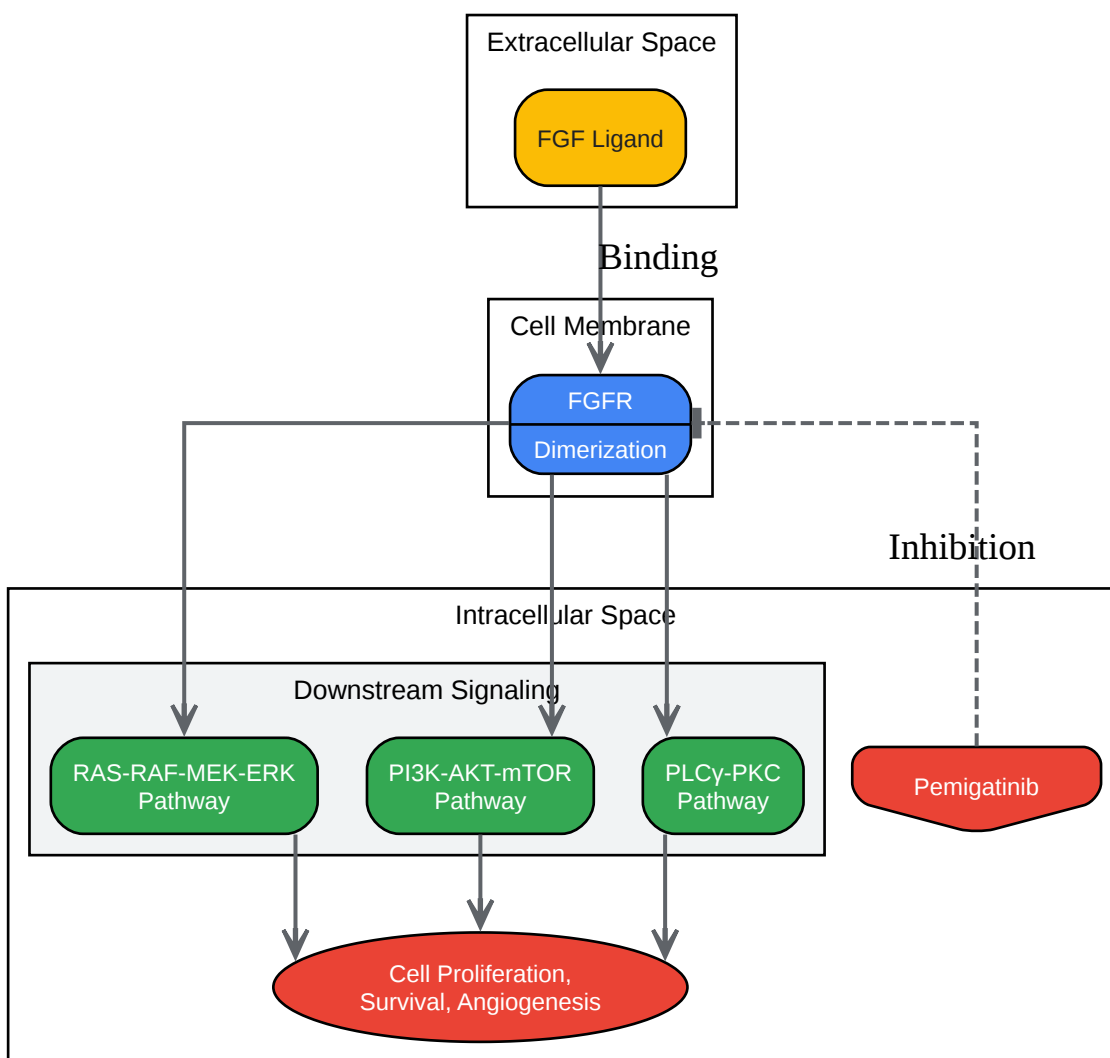 Extracellular Space
FGF Ligand
Binding
Cell Membrane
FGFR
Dimerization
Inhibition
Intracellular Space
Downstream Signaling
RAS-RAF-MEK-ERK
Pathway
PI3K-AKT-mTOR
Pathway
PLCγ-PKC
Pathway
Pemigatinib
Cell Proliferation,
Survival, Angiogenesis